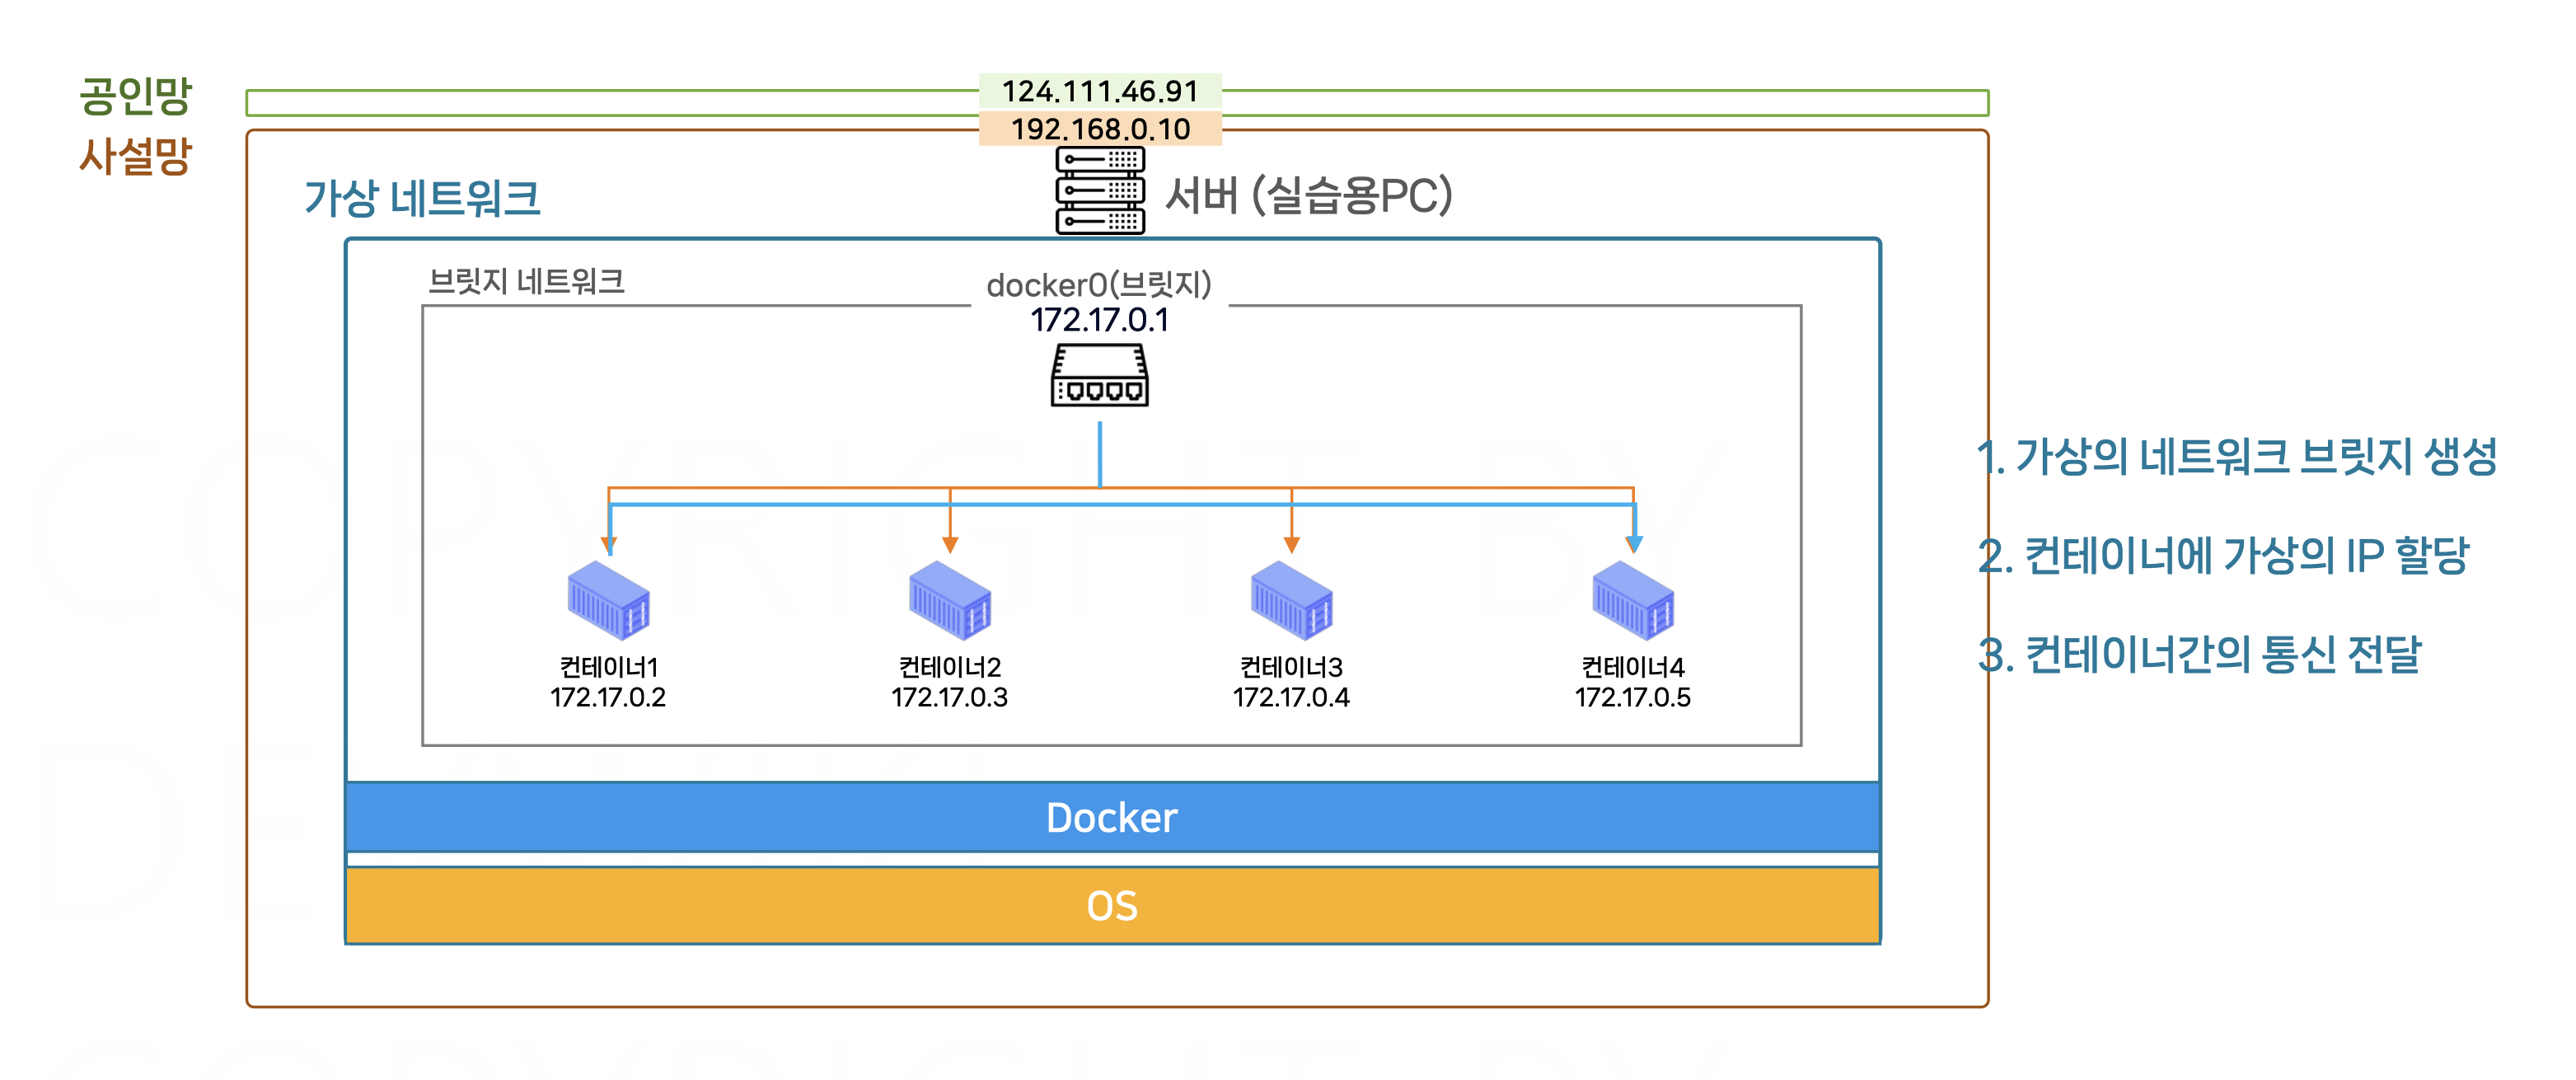 공인망
124.111.46.91
사설망
192.168.0.10
가상 네트워크
서버 (실습용PC)
브릿지 네트워크
docker0(브릿지)
172.17.0.1
1. 가상의 네트워크 브릿지 생성
2. 컨테이너에 가상의 IP 할당
3. 컨테이너간의 통신 전달
컨테이너1
172.17.0.2
컨테이너2
172.17.0.3
컨테이너3
172.17.0.4
컨테이너4
172.17.0.5
Docker
OS
COPYRIGHT BY